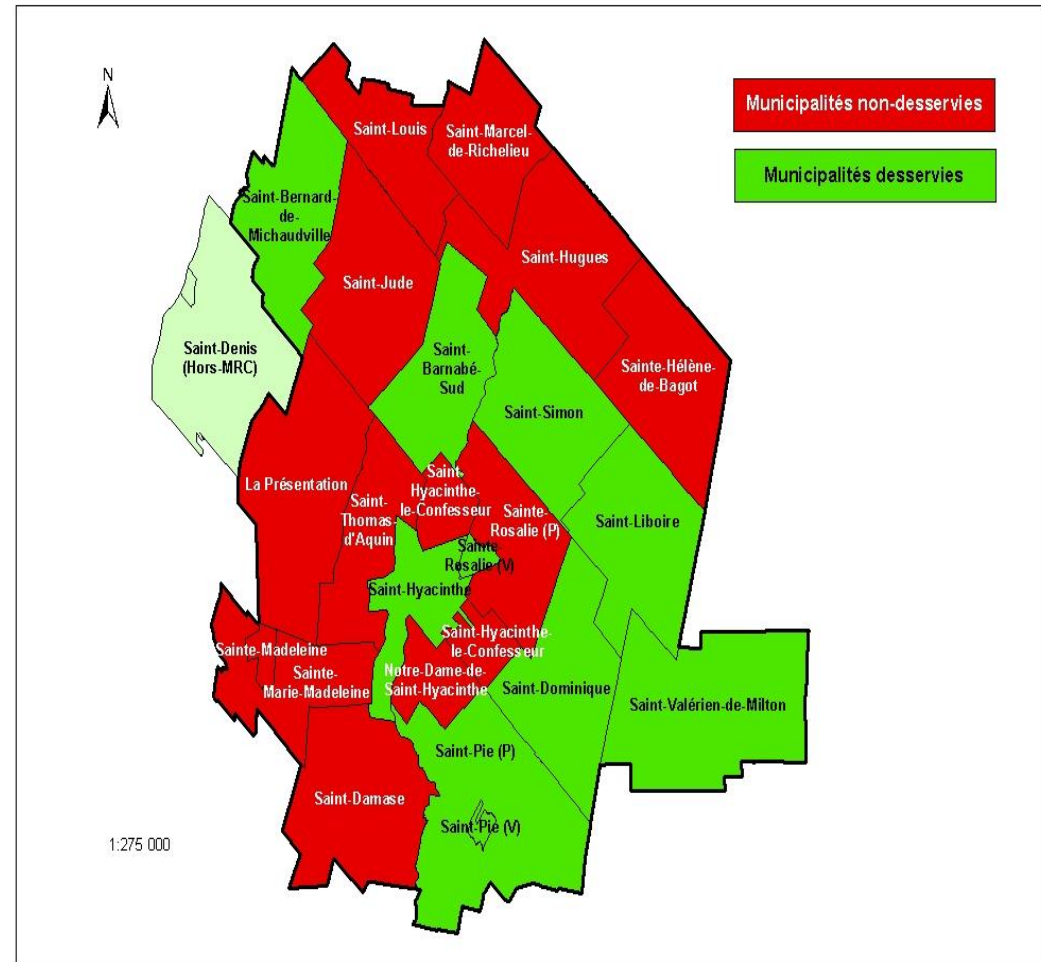 N
Municipalités non-desservies
Municipalités desservies
Saint-Louis
Saint-Marcel-
de-Richelieu
Saint-Bernard-
de-
Michaudville
Saint-Hugues
Saint-Jude
Saint-Denis
(Hors-MRC)
Saint-
Barnabé-
Sud
Sainte-Hélène-
de-Bagot
Saint-Simon
La Présentation
Saint-
Hyacinthe-
le-Confesseur
Saint-
Thomas-
d'Aquin
Sainte-
Rosalie (P)
Saint-Liboire
Sainte-
Rosalie (V)
Saint-Hyacinthe
Saint-Hyacinthe-
le-Confesseur
Sainte-Madeleine
Sainte-
Marie-Madeleine
Notre-Dame-de-
Saint-Hyacinthe
Saint-Dominique
Saint-Valérien-de-Milton
Saint-Pie (P)
Saint-Damase
Saint-Pie (V)
1:275 000